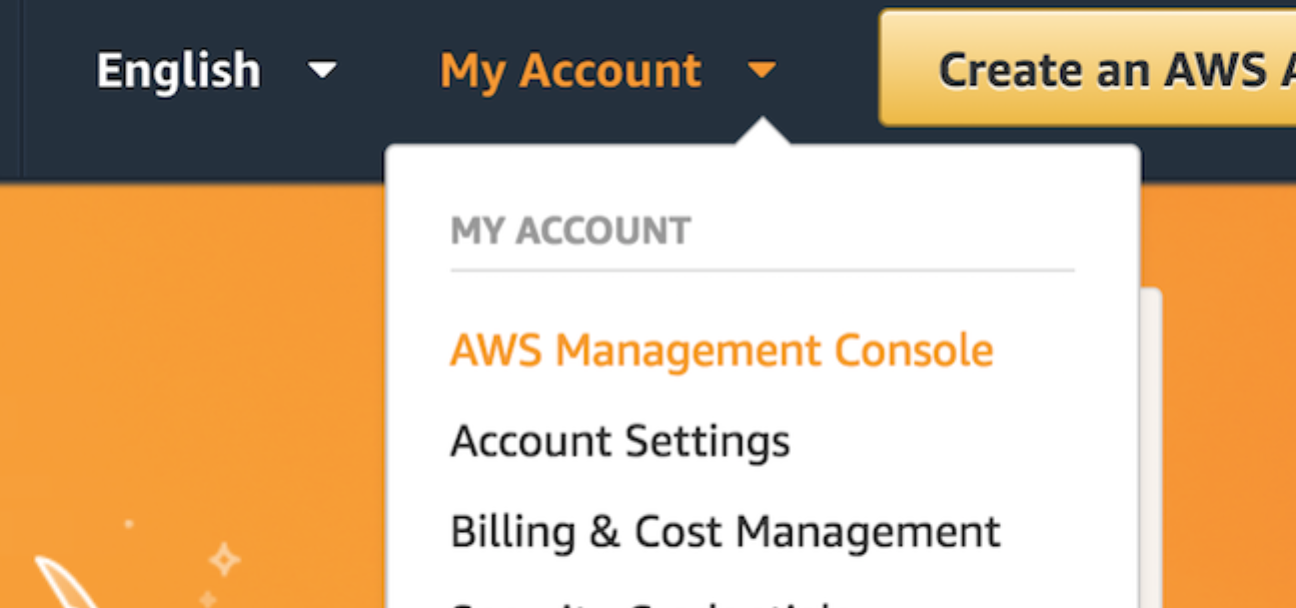 English My Account Create an AWS
MY ACCOUNT
AWS Management Console
Account Settings
Billing & Cost Management